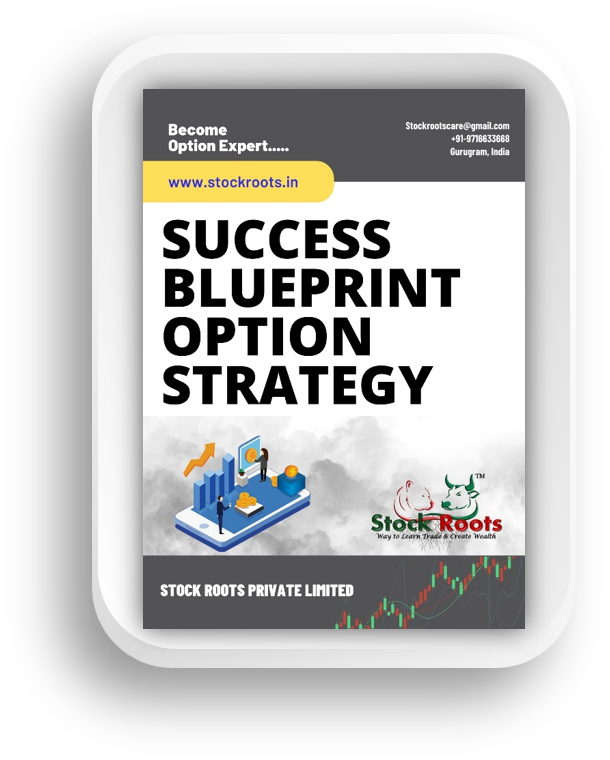 Become
Option Expert.....
Stockrootscare@gmail.com
+91-9716633668
Gurugram, India
www.stockroots.in
SUCCESS
BLUEPRINT
OPTION
STRATEGY
TM
Stock Roots
Way to Learn Trade & Create Wealth
STOCK ROOTS PRIVATE LIMITED